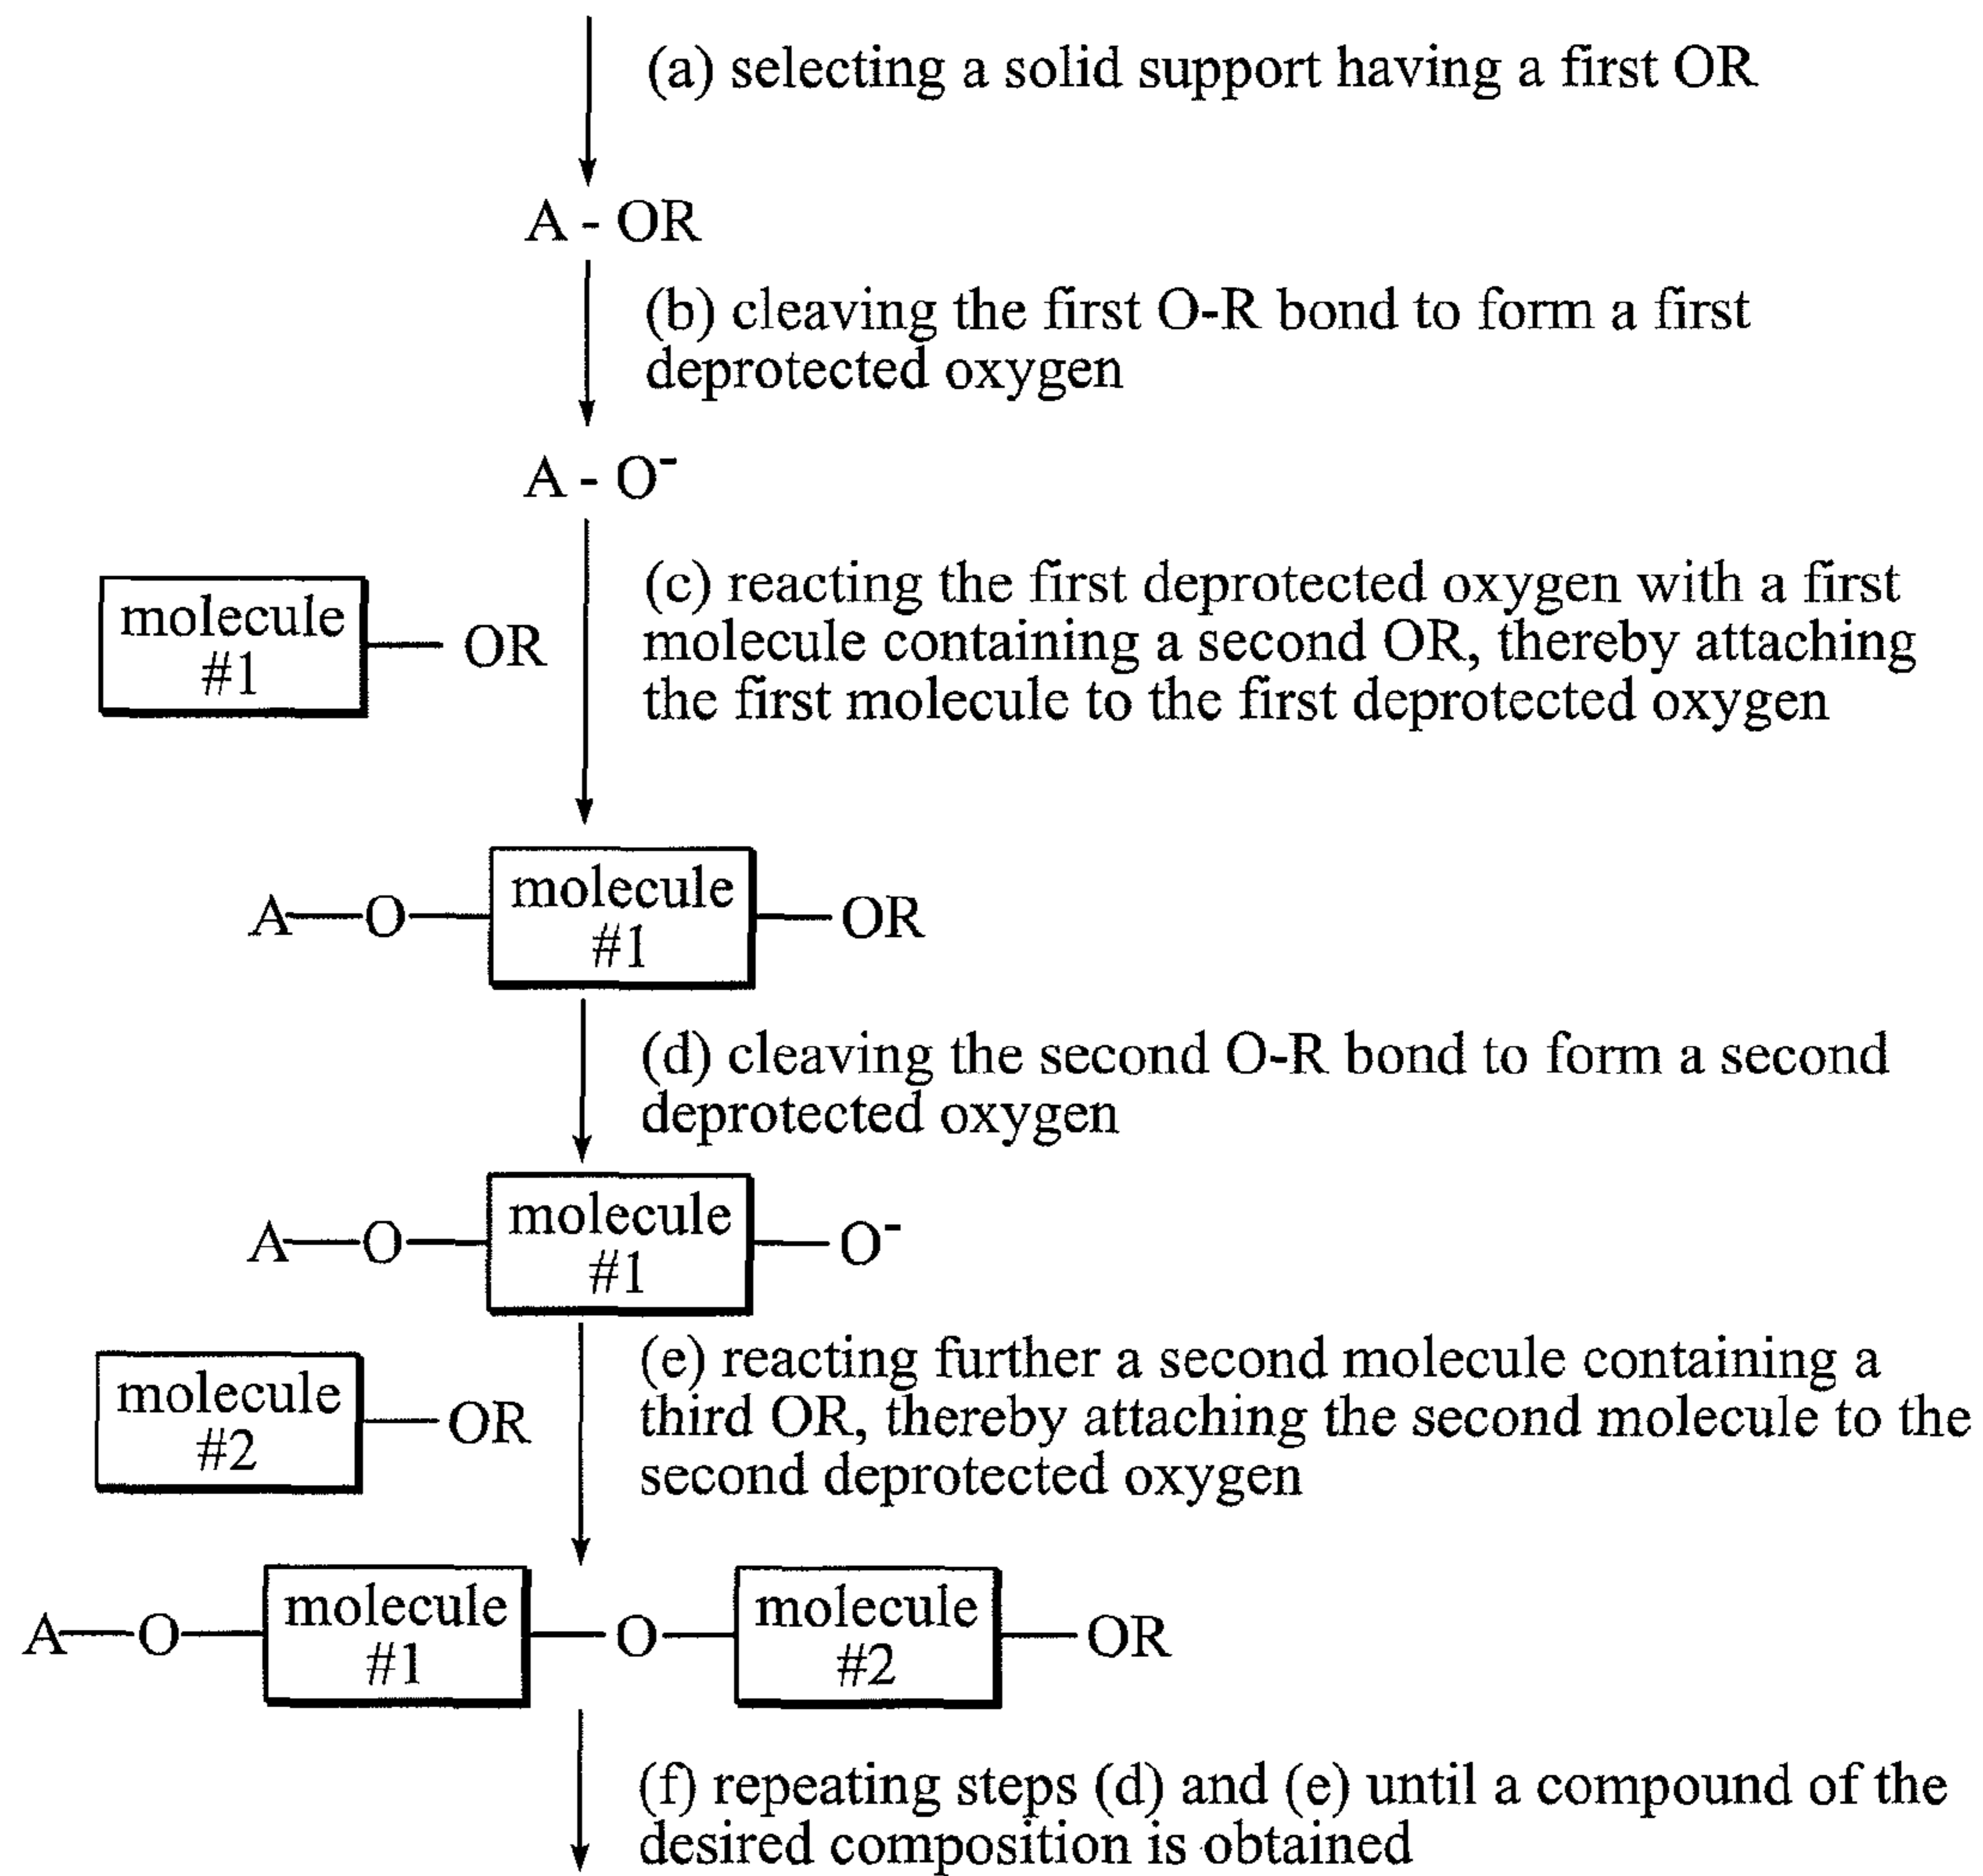 (a) selecting a solid support having a first OR
A - OR
(b) cleaving the first O-R bond to form a first
deprotected oxygen
A - O⁻
(c) reacting the first deprotected oxygen with a first
molecule containing a second OR, thereby attaching
the first molecule to the first deprotected oxygen
molecule
#1
OR
A—O—
molecule
#1
—OR
(d) cleaving the second O-R bond to form a second
deprotected oxygen
A—O—
molecule
#1
—O⁻
(e) reacting further a second molecule containing a
third OR, thereby attaching the second molecule to the
second deprotected oxygen
molecule
#2
OR
A—O—
molecule
#1
—O—
molecule
#2
—OR
(f) repeating steps (d) and (e) until a compound of the
desired composition is obtained